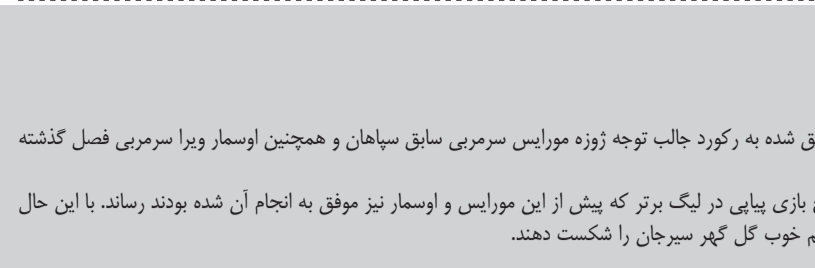 شده به رکورد جالب توجه ژوزه مورایس سرمربی سابق سپاهان و همچنین اوسمار ویرا سرمربی فصل گذشته
بازی پیاپی در لیگ برتر که پیش از این مورایس و اوسمار نیز موفق به انجام آن شده بودند رساند. با این حال
خوب گل گهر سیرجان را شکست دهند.